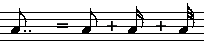 = + +